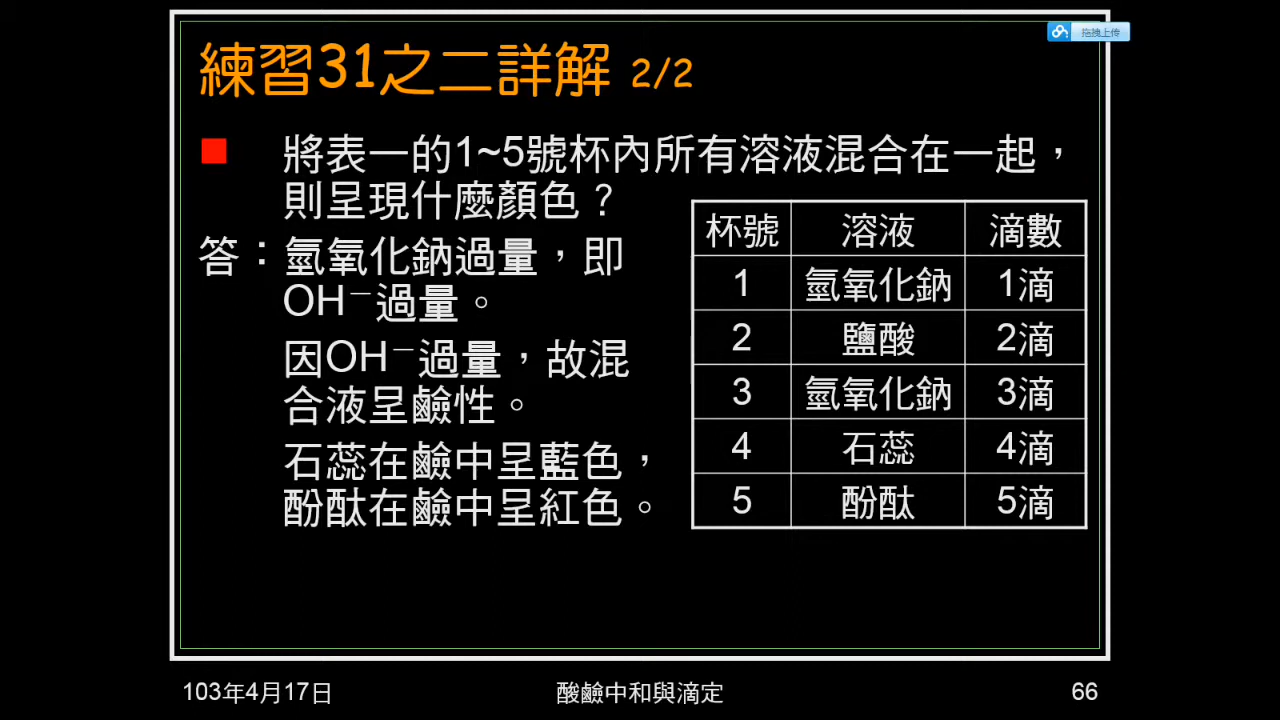 拖拽上传
練習31之二詳解 2/2
將表一的1~5號杯內所有溶液混合在一起，
則呈現什麼顏色？
答：氫氧化鈉過量，即
OH－過量。
因OH－過量，故混
合液呈鹼性。
石蕊在鹼中呈藍色，
酚酞在鹼中呈紅色。
杯號 溶液 滴數
1 氫氧化鈉 1滴
2 鹽酸 2滴
3 氫氧化鈉 3滴
4 石蕊 4滴
5 酚酞 5滴
103年4月17日 酸鹼中和與滴定 66